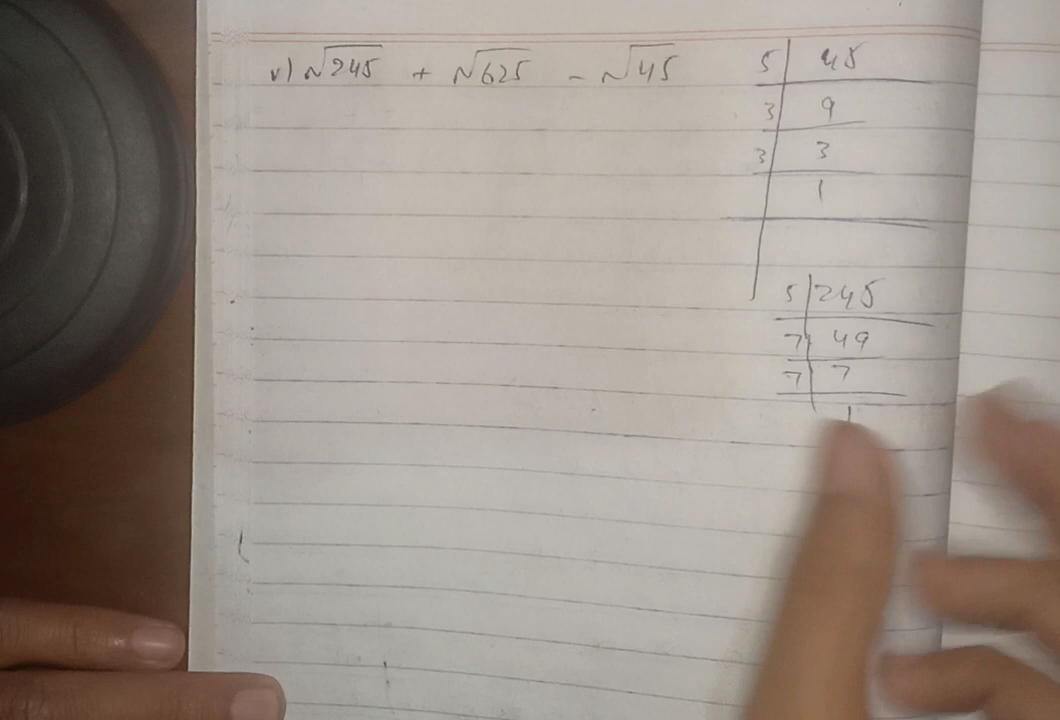 v) √245 + √625 - √45
5 | 45
3 | 9
3 | 3
1
5 | 245
7 | 49
7 | 7
1